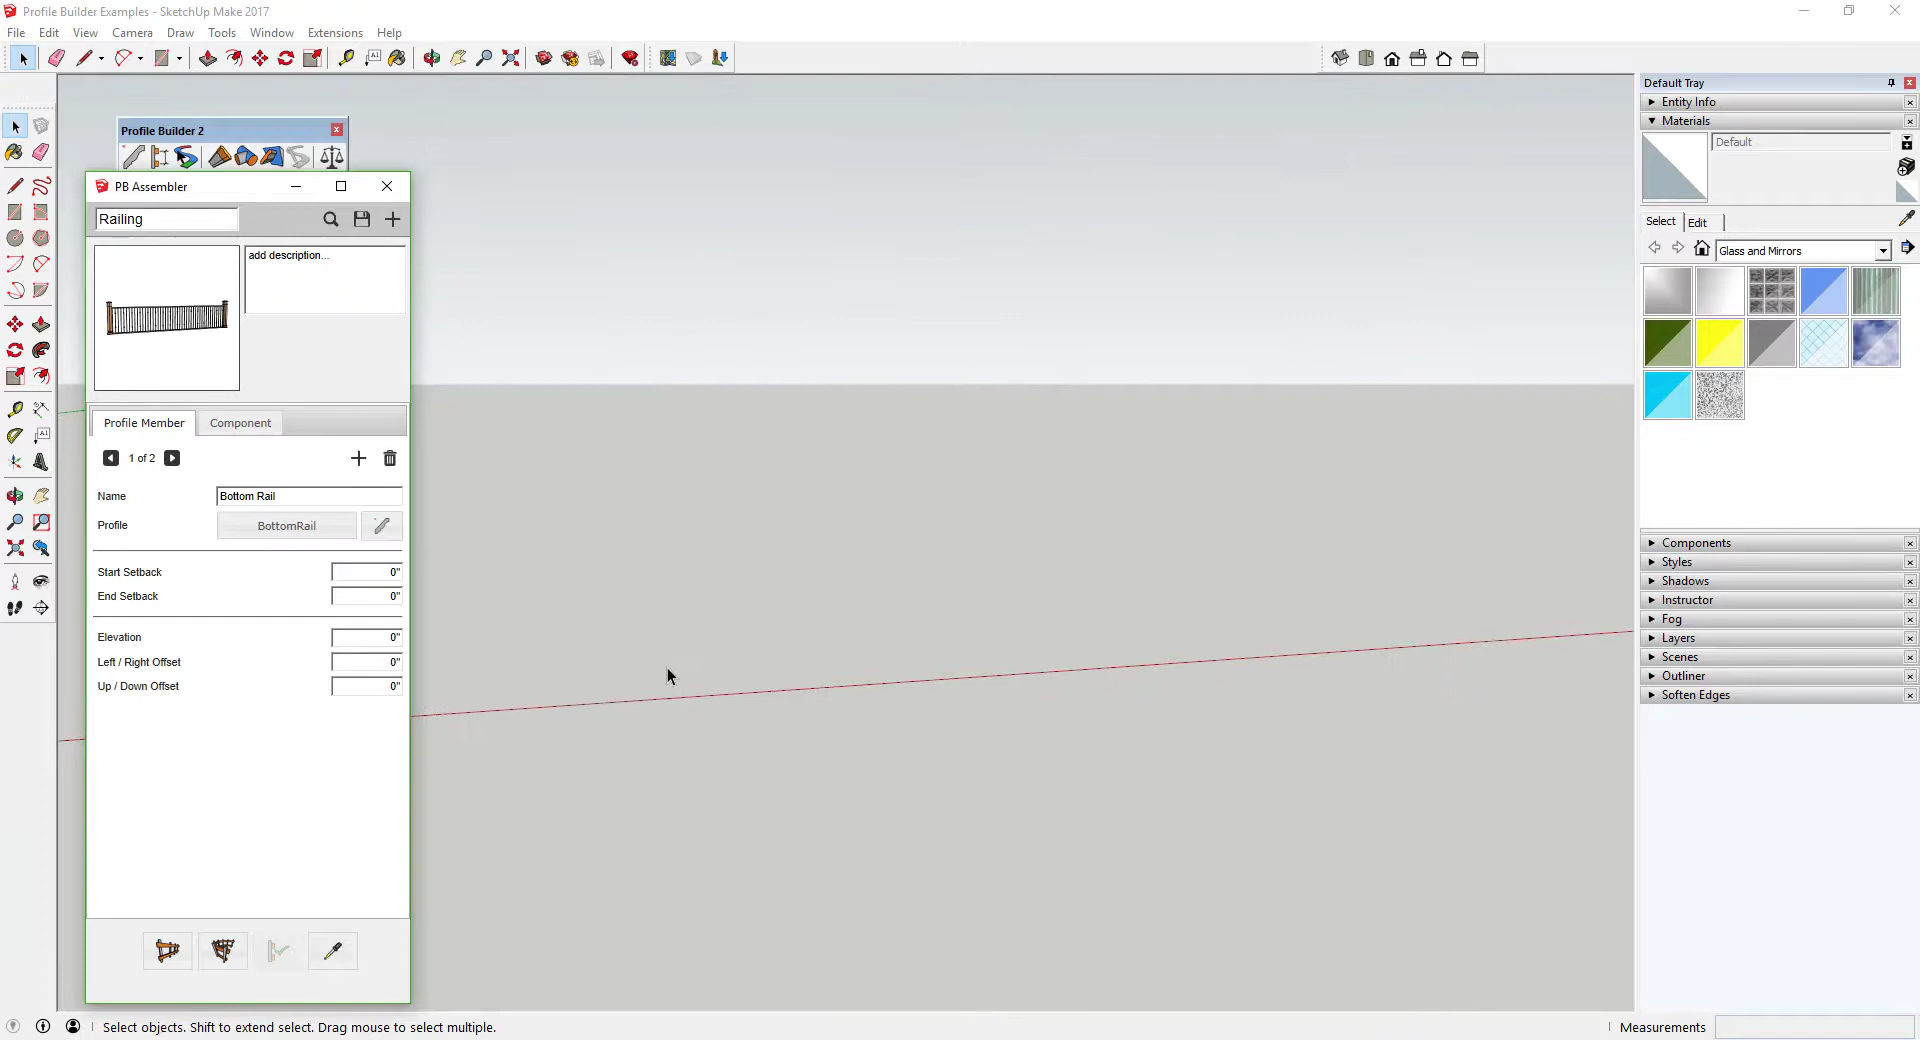 Profile Builder Examples - SketchUp Make 2017
File Edit View Camera Draw Tools Window Extensions Help
Default Tray
Entity Info
Materials
Default
Select Edit
Glass and Mirrors
Components
Styles
Shadows
Instructor
Fog
Layers
Scenes
Outliner
Soften Edges
Profile Builder 2
PB Assembler
Railing
add description...
Profile Member Component
1 of 2
Name Bottom Rail
Profile BottomRail
Start Setback 0"
End Setback 0"
Elevation 0"
Left / Right Offset 0"
Up / Down Offset 0"
Select objects. Shift to extend select. Drag mouse to select multiple.
Measurements